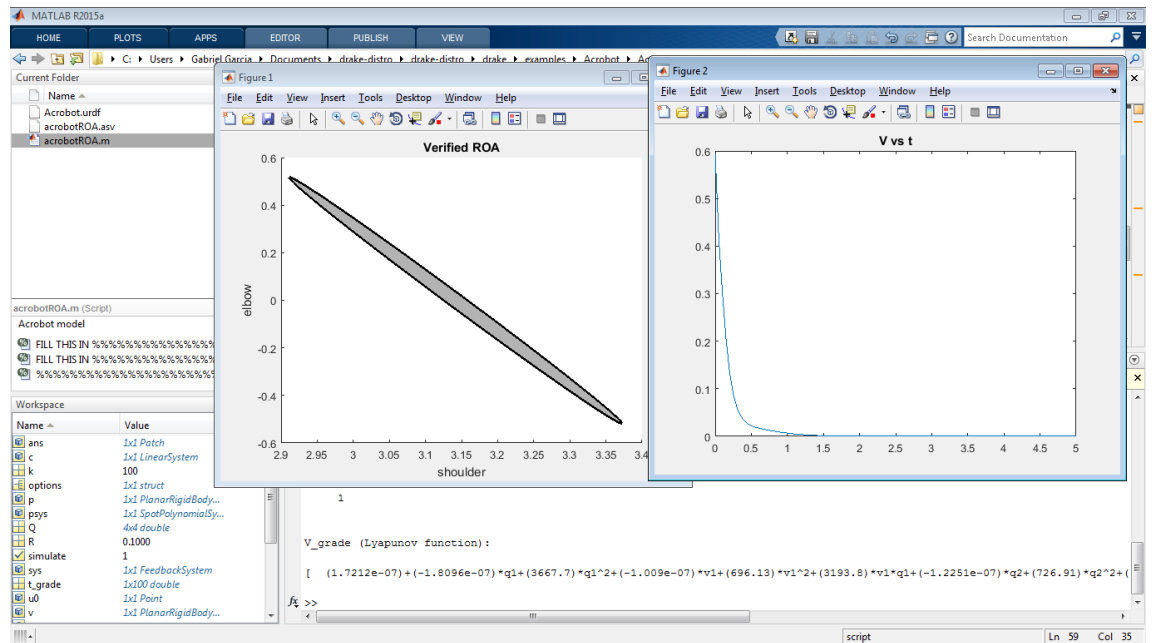 MATLAB R2015a
HOME PLOTS APPS EDITOR PUBLISH VIEW Search Documentation
C: Users Gabriel Garcia Documents drake-distro drake-distro drake examples Acrobot
Current Folder
Name
Acrobot.urdf
acrobotROA.asv
acrobotROA.m
acrobotROA.m (Script)
Acrobot model
FILL THIS IN %%%%%%%%%%%%%%%
FILL THIS IN %%%%%%%%%%%%%%%
%%%%%%%%%%%%%%%%%%%%%%
Workspace
Name Value
ans 1x1 Patch
c 1x1 LinearSystem
k 100
options 1x1 struct
p 1x1 PlanarRigidBody...
psys 1x1 SpotPolynomialSy...
Q 4x4 double
R 0.1000
simulate 1
sys 1x1 FeedbackSystem
t_grade 1x100 double
u0 1x1 Point
v 1x1 PlanarRigidBody...
Figure 1
File Edit View Insert Tools Desktop Window Help
Verified ROA
0.6
0.4
0.2
0
-0.2
-0.4
-0.6
elbow
2.9 2.95 3 3.05 3.1 3.15 3.2 3.25 3.3 3.35 3.4
shoulder
Figure 2
File Edit View Insert Tools Desktop Window Help
V vs t
0.6
0.5
0.4
0.3
0.2
0.1
0
0 0.5 1 1.5 2 2.5 3 3.5 4 4.5 5
1
V_grade (Lyapunov function):
[ (1.7212e-07)+(-1.8096e-07)*q1+(3667.7)*q1^2+(-1.009e-07)*v1+(696.13)*v1^2+(3193.8)*v1*q1+(-1.2251e-07)*q2+(726.91)*q2^2+(
fx >>
script Ln 59 Col 35